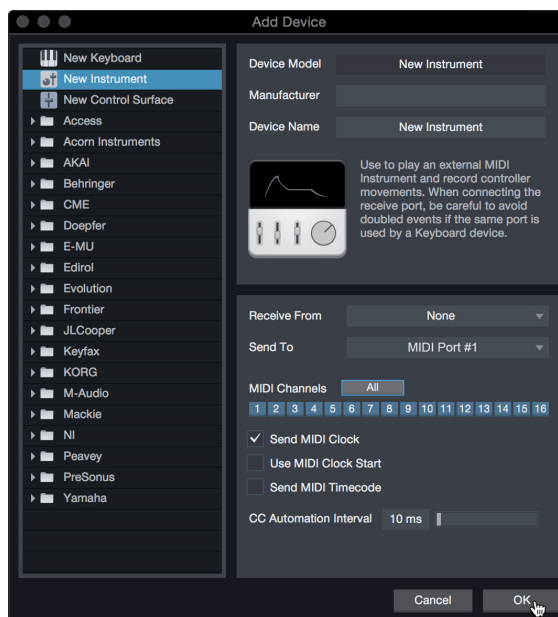 Add Device
New Keyboard
New Instrument
New Control Surface
Access
Acorn Instruments
AKAI
Behringer
CME
Doepfer
E-MU
Edirol
Evolution
Frontier
JLCooper
Keyfax
KORG
M-Audio
Mackie
NI
Peavey
PreSonus
Yamaha
Device Model New Instrument
Manufacturer
Device Name New Instrument
Use to play an external MIDI
Instrument and record controller
movements. When connecting the
receive port, be careful to avoid
doubled events if the same port is
used by a Keyboard device.
Receive From None
Send To MIDI Port #1
MIDI Channels All
1 2 3 4 5 6 7 8 9 10 11 12 13 14 15 16
Send MIDI Clock
Use MIDI Clock Start
Send MIDI Timecode
CC Automation Interval 10 ms
Cancel OK